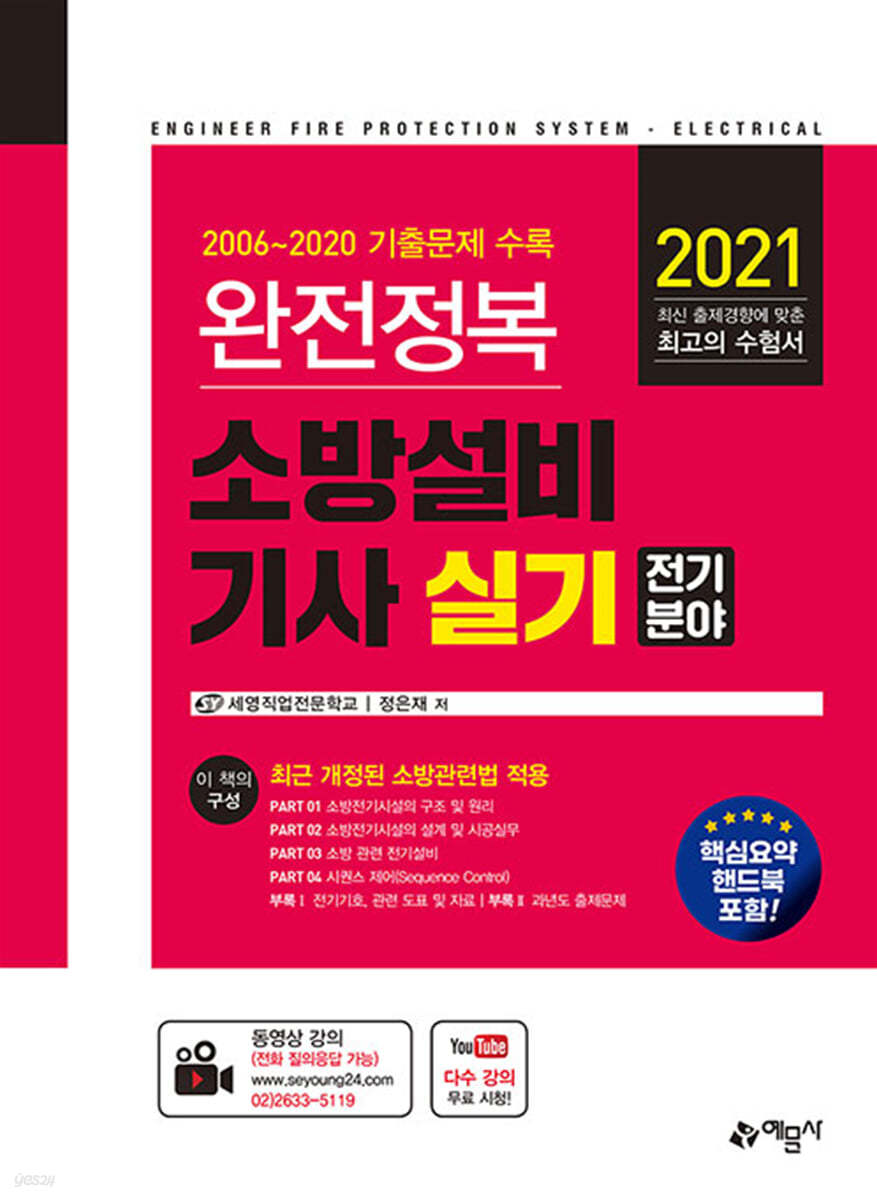 ENGINEER FIRE PROTECTION SYSTEM - ELECTRICAL
2006~2020 기출문제 수록
완전정복
2021
최신 출제경향에 맞춘
최고의 수험서
소방설비
기사 실기
전기
분야
SY 세영직업전문학교 | 정은재 저
이 책의
구성
최근 개정된 소방관련법 적용
PART 01 소방전기시설의 구조 및 원리
PART 02 소방전기시설의 설계 및 시공실무
PART 03 소방 관련 전기설비
PART 04 시퀀스 제어(Sequence Control)
부록 Ⅰ 전기기호, 관련 도표 및 자료 | 부록 Ⅱ 과년도 출제문제
핵심요약
핸드북
포함!
동영상 강의
(전화 질의응답 가능)
www.seyoung24.com
02)2633-5119
YouTube
다수 강의
무료 시청!
예문사
yes24